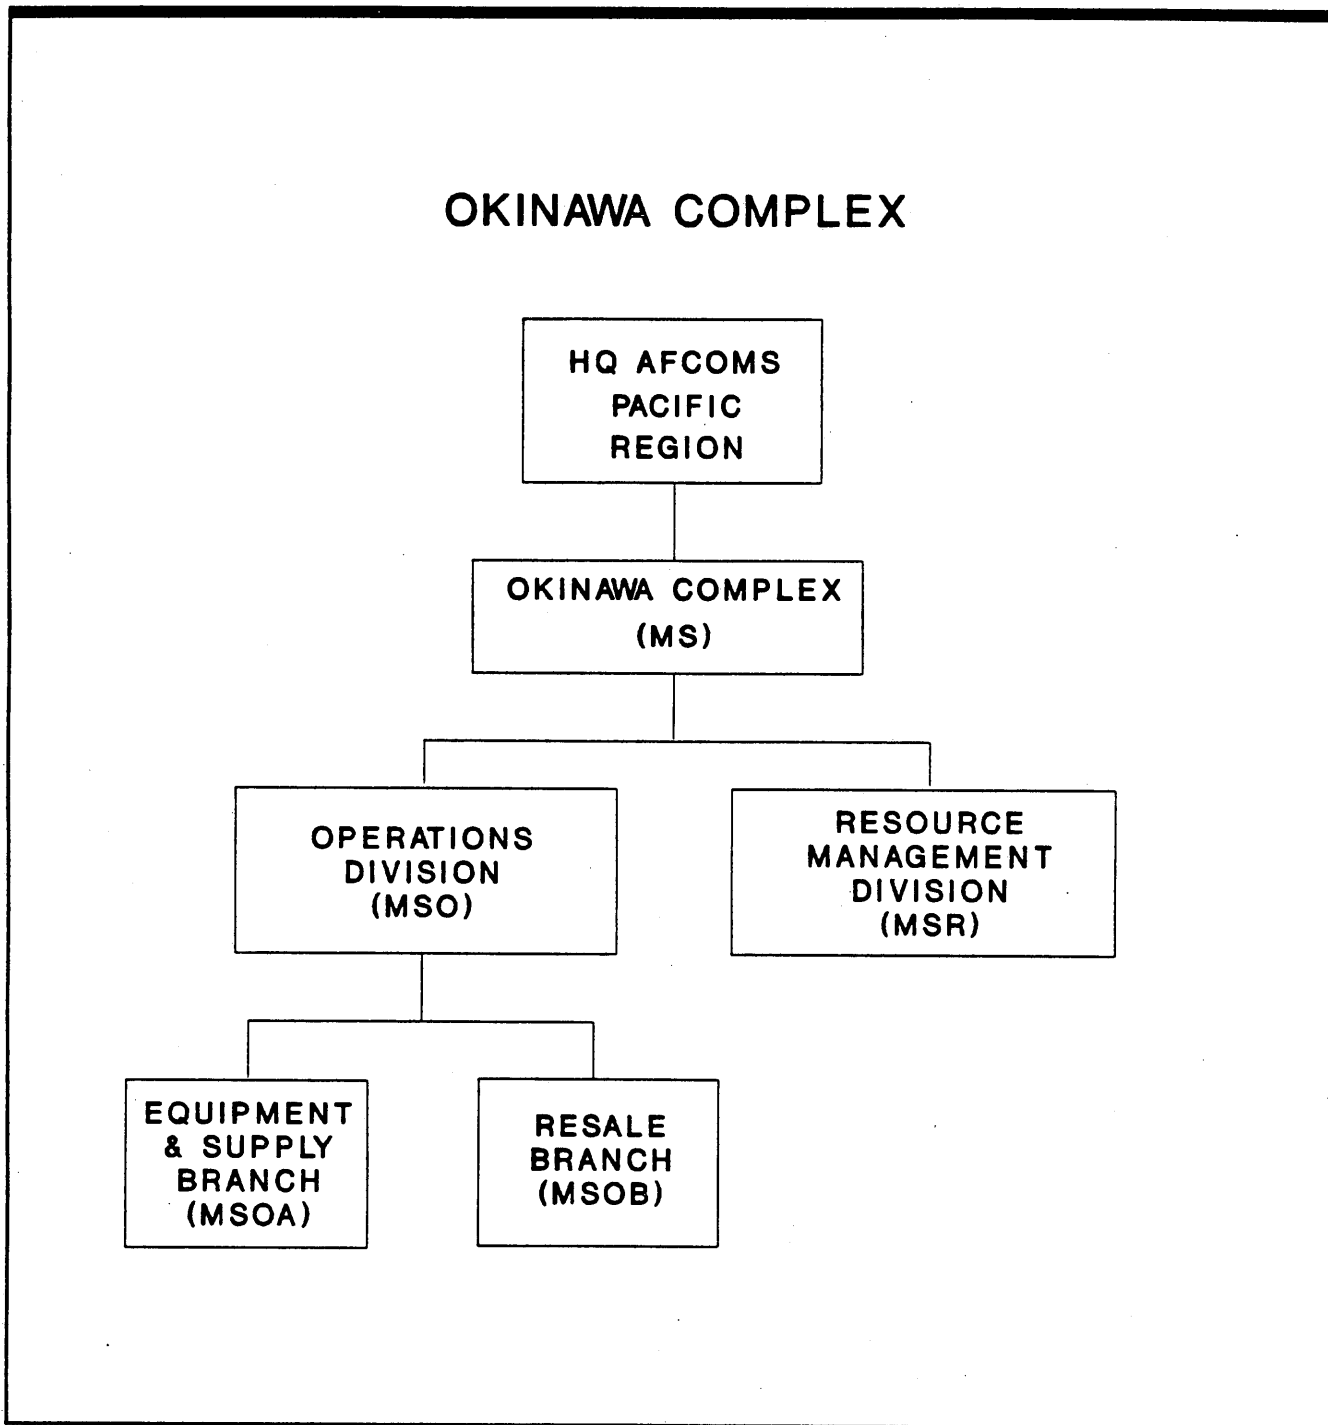 OKINAWA COMPLEX
HQ AFCOMS
PACIFIC
REGION
OKINAWA COMPLEX
(MS)
OPERATIONS
DIVISION
(MSO)
RESOURCE
MANAGEMENT
DIVISION
(MSR)
EQUIPMENT
& SUPPLY
BRANCH
(MSOA)
RESALE
BRANCH
(MSOB)